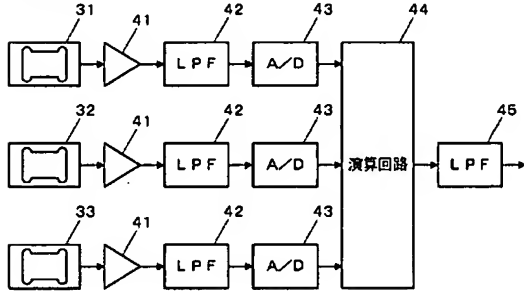 31 41 42 43 44
LPF A/D
32 41 42 43 45
LPF A/D 演算回路 LPF
33 41 42 43
LPF A/D